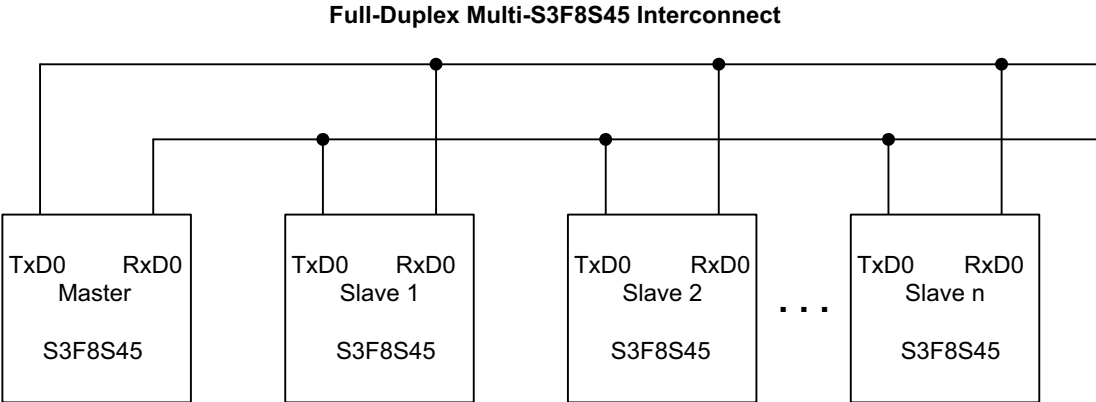 Full-Duplex Multi-S3F8S45 Interconnect
TxD0 RxD0
Master
S3F8S45
TxD0 RxD0
Slave 1
S3F8S45
TxD0 RxD0
Slave 2
S3F8S45
. . .
TxD0 RxD0
Slave n
S3F8S45